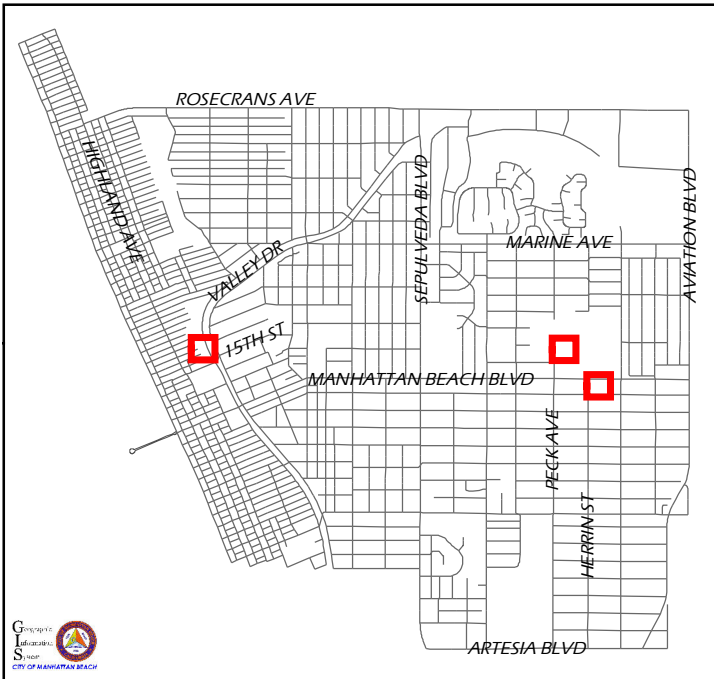 ROSECRANS AVE
HIGHLAND AVE
SEPULVEDA BLVD
AVIATION BLVD
MARINE AVE
VALLEY DR
15TH ST
MANHATTAN BEACH BLVD
PECK AVE
HERRIN ST
ARTESIA BLVD
Geographic
Information
System
CITY OF MANHATTAN BEACH